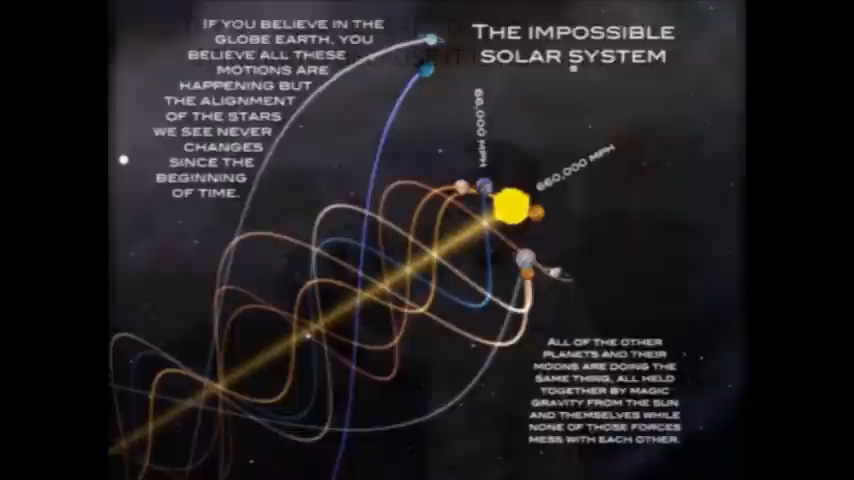 IF YOU BELIEVE IN THE
GLOBE EARTH, YOU
BELIEVE ALL THESE
MOTIONS ARE
HAPPENING BUT
THE ALIGNMENT
OF THE STARS
WE SEE NEVER
CHANGES
SINCE THE
BEGINNING
OF TIME.
THE IMPOSSIBLE
SOLAR SYSTEM
66,000 MPH
660,000 MPH
ALL OF THE OTHER
PLANETS AND THEIR
MOONS ARE DOING THE
SAME THING, ALL HELD
TOGETHER BY MAGIC
GRAVITY FROM THE SUN
AND THEMSELVES WHILE
NONE OF THOSE FORCES
MESS WITH EACH OTHER.